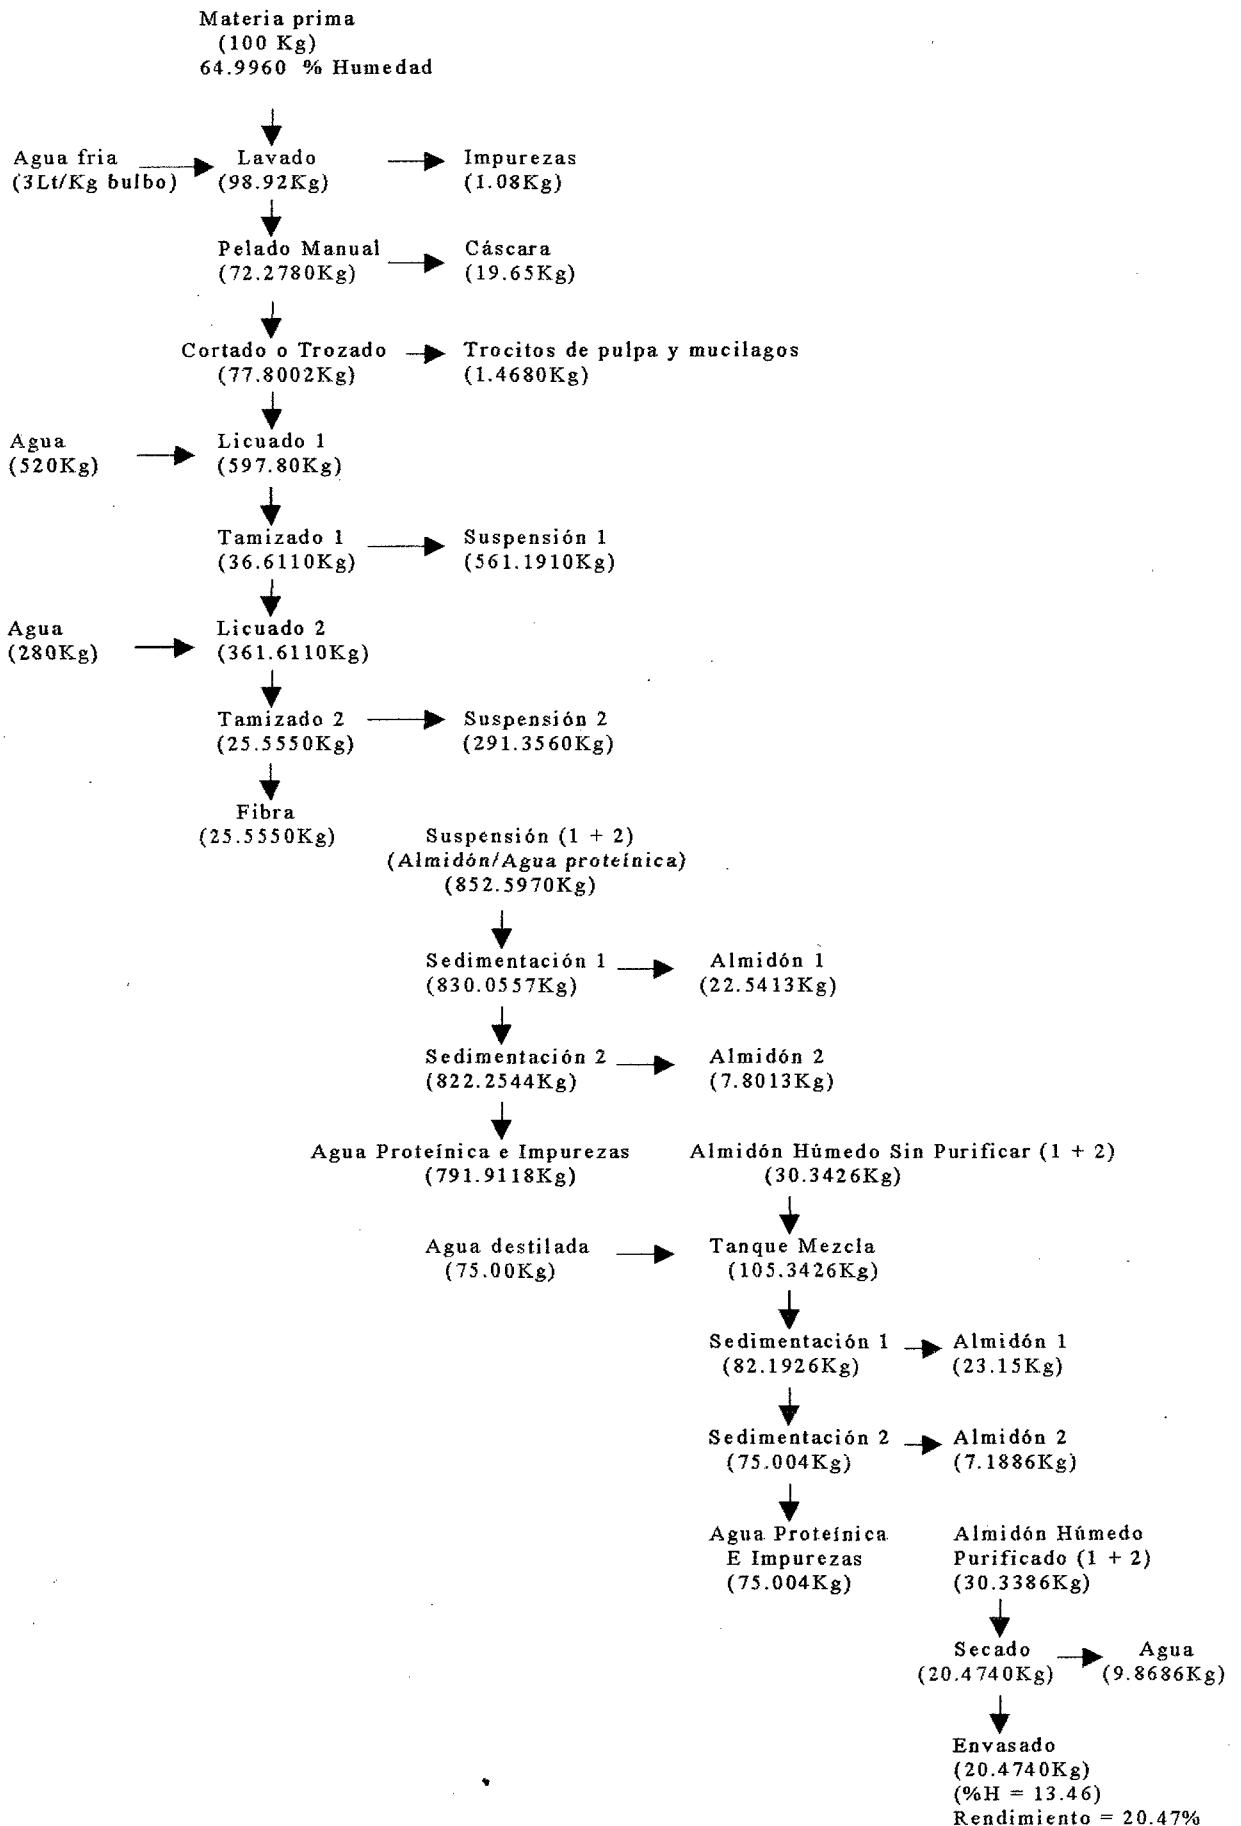 Materia prima
(100 Kg)
64.9960 % Humedad
Agua fria
(3Lt/Kg bulbo)
Lavado
(98.92Kg)
Impurezas
(1.08Kg)
Pelado Manual
(72.2780Kg)
Cáscara
(19.65Kg)
Cortado o Trozado
(77.8002Kg)
Trocitos de pulpa y mucilagos
(1.4680Kg)
Agua
(520Kg)
Licuado 1
(597.80Kg)
Tamizado 1
(36.6110Kg)
Suspensión 1
(561.1910Kg)
Agua
(280Kg)
Licuado 2
(361.6110Kg)
Tamizado 2
(25.5550Kg)
Suspensión 2
(291.3560Kg)
Fibra
(25.5550Kg)
Suspensión (1 + 2)
(Almidón/Agua proteínica)
(852.5970Kg)
Sedimentación 1
(830.0557Kg)
Almidón 1
(22.5413Kg)
Sedimentación 2
(822.2544Kg)
Almidón 2
(7.8013Kg)
Agua Proteínica e Impurezas
(791.9118Kg)
Almidón Húmedo Sin Purificar (1 + 2)
(30.3426Kg)
Agua destilada
(75.00Kg)
Tanque Mezcla
(105.3426Kg)
Sedimentación 1
(82.1926Kg)
Almidón 1
(23.15Kg)
Sedimentación 2
(75.004Kg)
Almidón 2
(7.1886Kg)
Agua Proteínica
E Impurezas
(75.004Kg)
Almidón Húmedo
Purificado (1 + 2)
(30.3386Kg)
Secado
(20.4740Kg)
Agua
(9.8686Kg)
Envasado
(20.4740Kg)
(%H = 13.46)
Rendimiento = 20.47%